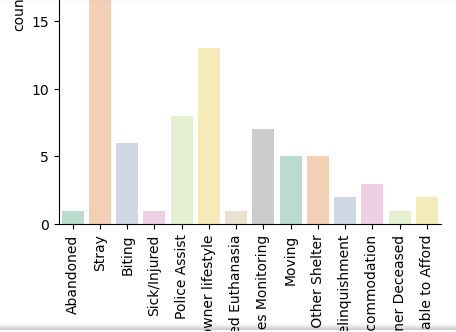 coun
15
10
5
0
Abandoned
Stray
Biting
Sick/Injured
Police Assist
wner lifestyle
ed Euthanasia
es Monitoring
Moving
Other Shelter
elinquishment
commodation
ner Deceased
able to Afford